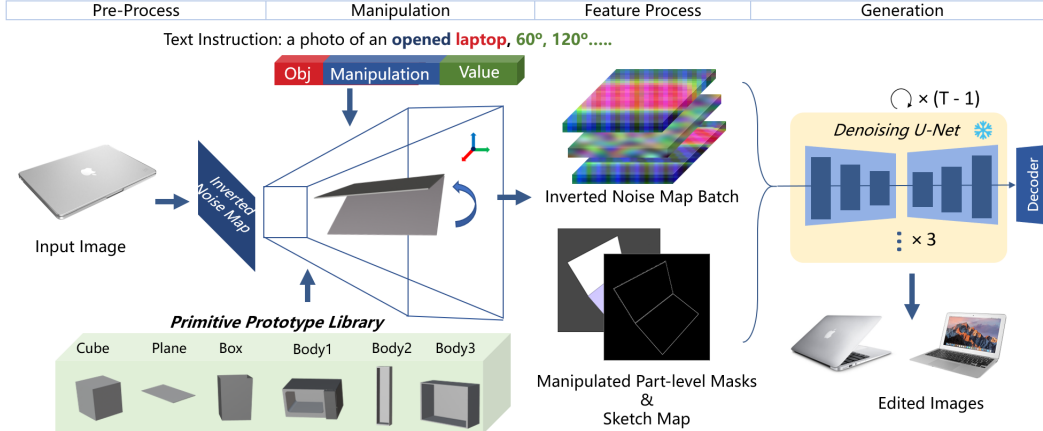 Pre-Process
Manipulation
Feature Process
Generation
Text Instruction: a photo of an opened laptop, 60º, 120º.....
Obj
Manipulation
Value
Inverted
Noise Map
Input Image
Primitive Prototype Library
Cube
Plane
Box
Body1
Body2
Body3
Inverted Noise Map Batch
Manipulated Part-level Masks
&
Sketch Map
× (T - 1)
Denoising U-Net
× 3
Decoder
Edited Images